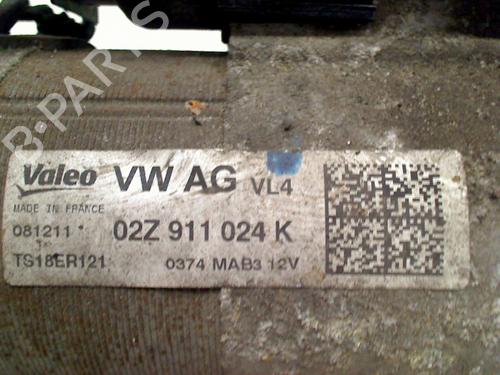 B-PARTS
Valeo VW AG VL4
MADE IN FRANCE
081211 * 02Z 911 024 K
TS18ER121 0374 MAB3 12V